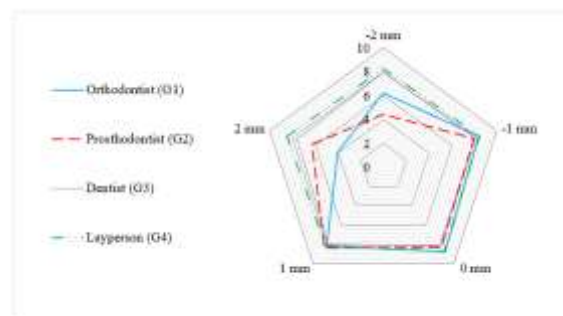 -2 mm
10
8
6
4
2
0
-1 mm
0 mm
1 mm
2 mm
Orthodontist (G1)
Prosthodontist (G2)
Dentist (G3)
Layperson (G4)